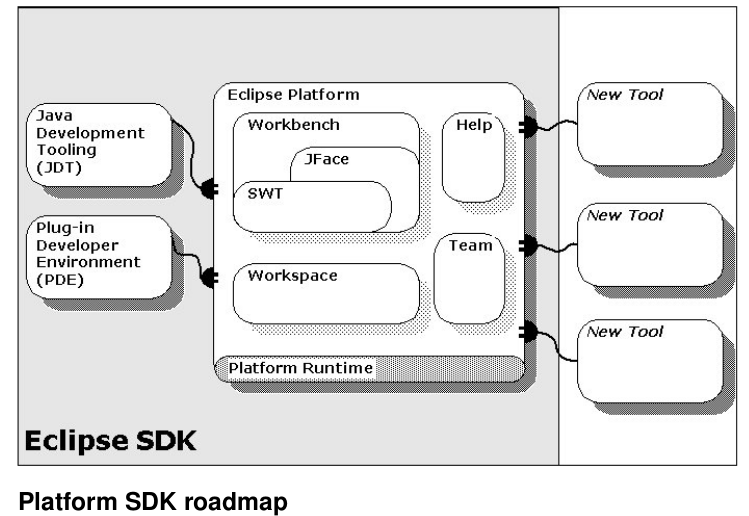 Eclipse Platform
Java
Development
Tooling
(JDT)
Plug-in
Developer
Environment
(PDE)
Workbench
JFace
SWT
Workspace
Help
Team
Platform Runtime
New Tool
New Tool
New Tool
Eclipse SDK
Platform SDK roadmap